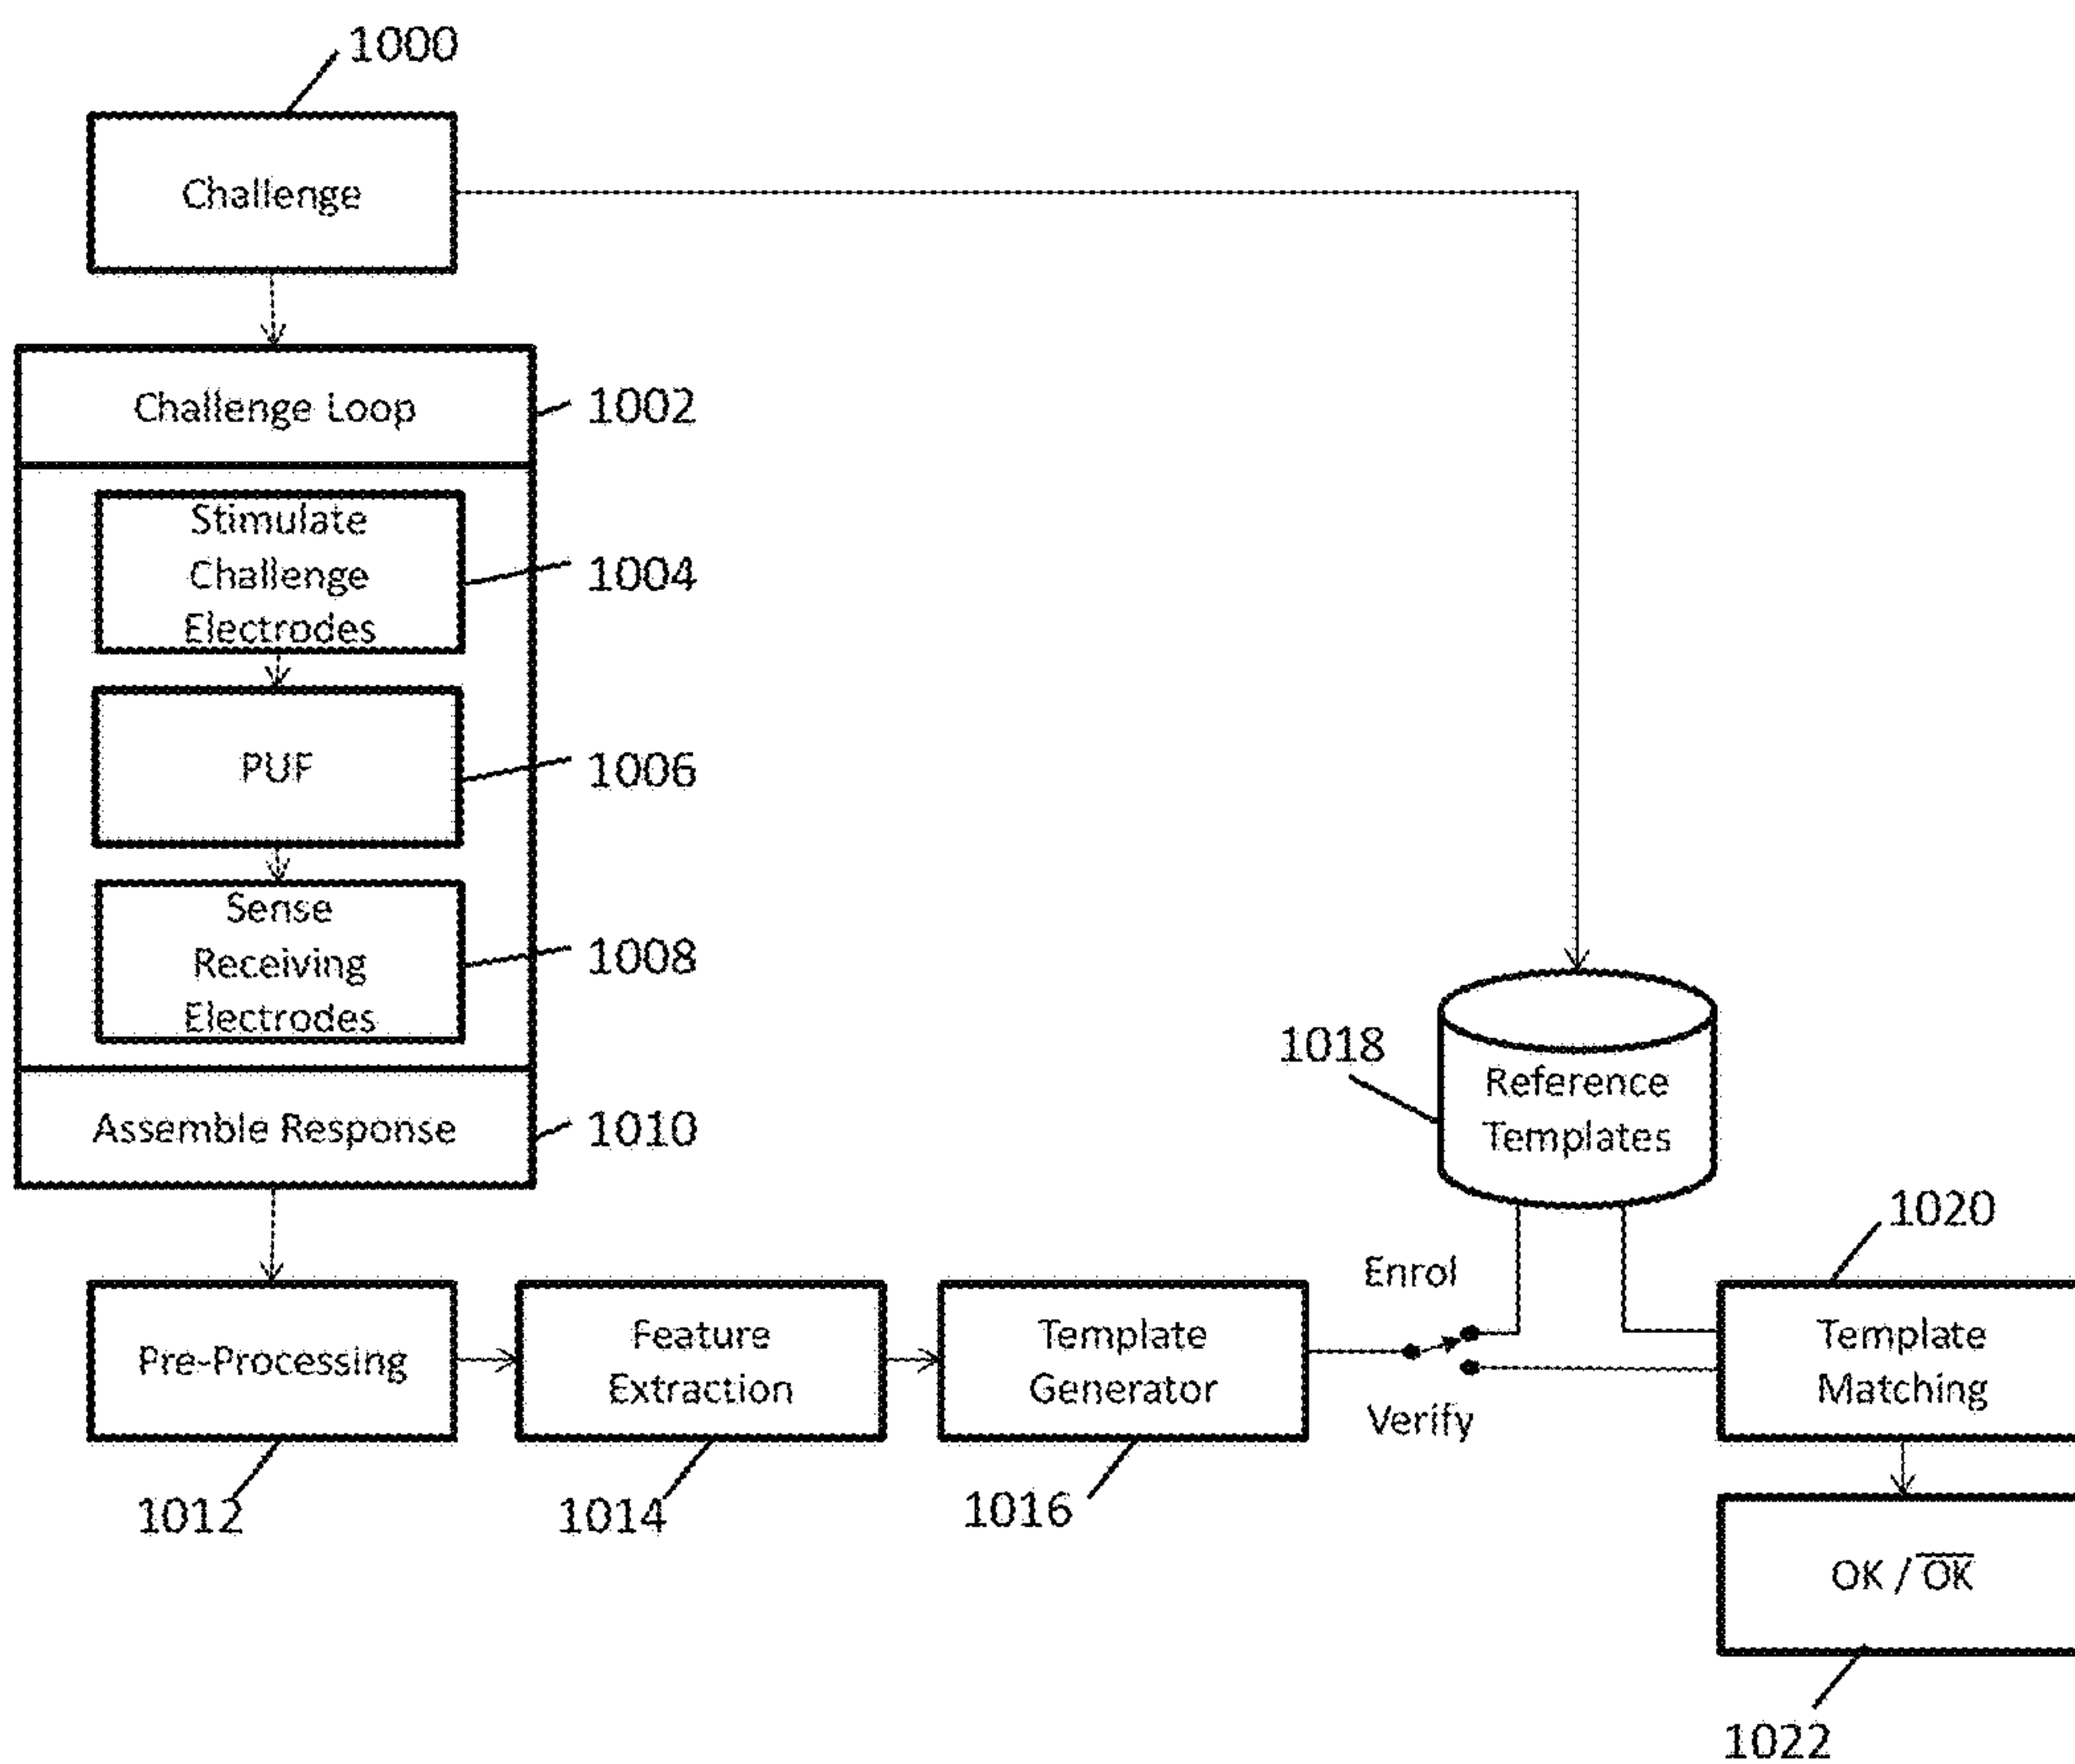 1000
Challenge
Challenge Loop
1002
Stimulate
Challenge
Electrodes
1004
PUF
1006
Sense
Receiving
Electrodes
1008
Assemble Response
1010
1018
Reference
Templates
1020
Enrol
Verify
Pre-Processing
Feature
Extraction
Template
Generator
Template
Matching
1012
1014
1016
OK / O̅K̅
1022